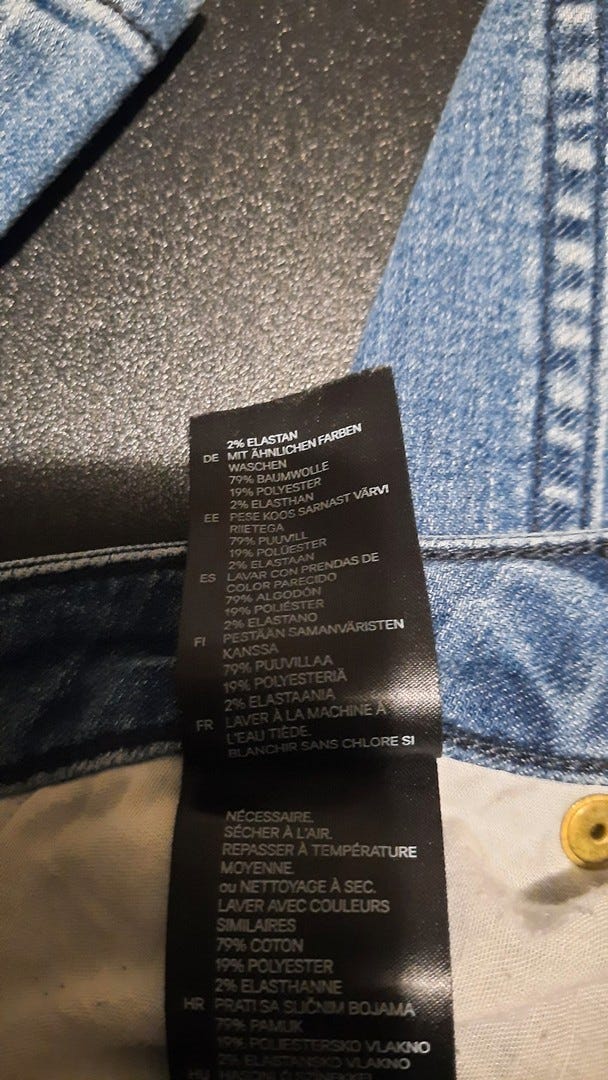 2% ELASTAN
DE MIT ÄHNLICHEN FARBEN
WASCHEN
79% BAUMWOLLE
19% POLYESTER
2% ELASTHAN
EE PESE KOOS SARNAST VÄRVI
RIIETEGA
79% PUUVILL
19% POLÜESTER
2% ELASTAAN
ES LAVAR CON PRENDAS DE
COLOR PARECIDO
79% ALGODÓN
19% POLIÉSTER
2% ELASTANO
FI PESTÄÄN SAMANVÄRISTEN
KANSSA
79% PUUVILLAA
19% POLYESTERIÄ
2% ELASTAANIA
FR LAVER À LA MACHINE À
L'EAU TIÈDE.
BLANCHIR SANS CHLORE SI
NÉCESSAIRE.
SÉCHER À L'AIR.
REPASSER À TEMPÉRATURE
MOYENNE.
ou NETTOYAGE À SEC.
LAVER AVEC COULEURS
SIMILAIRES
79% COTON
19% POLYESTER
2% ELASTHANNE
HR PRATI SA SLIČNIM BOJAMA
79% PAMUK
19% POLIESTERSKO VLAKNO
2% ELASTANSKO VLAKNO
HU